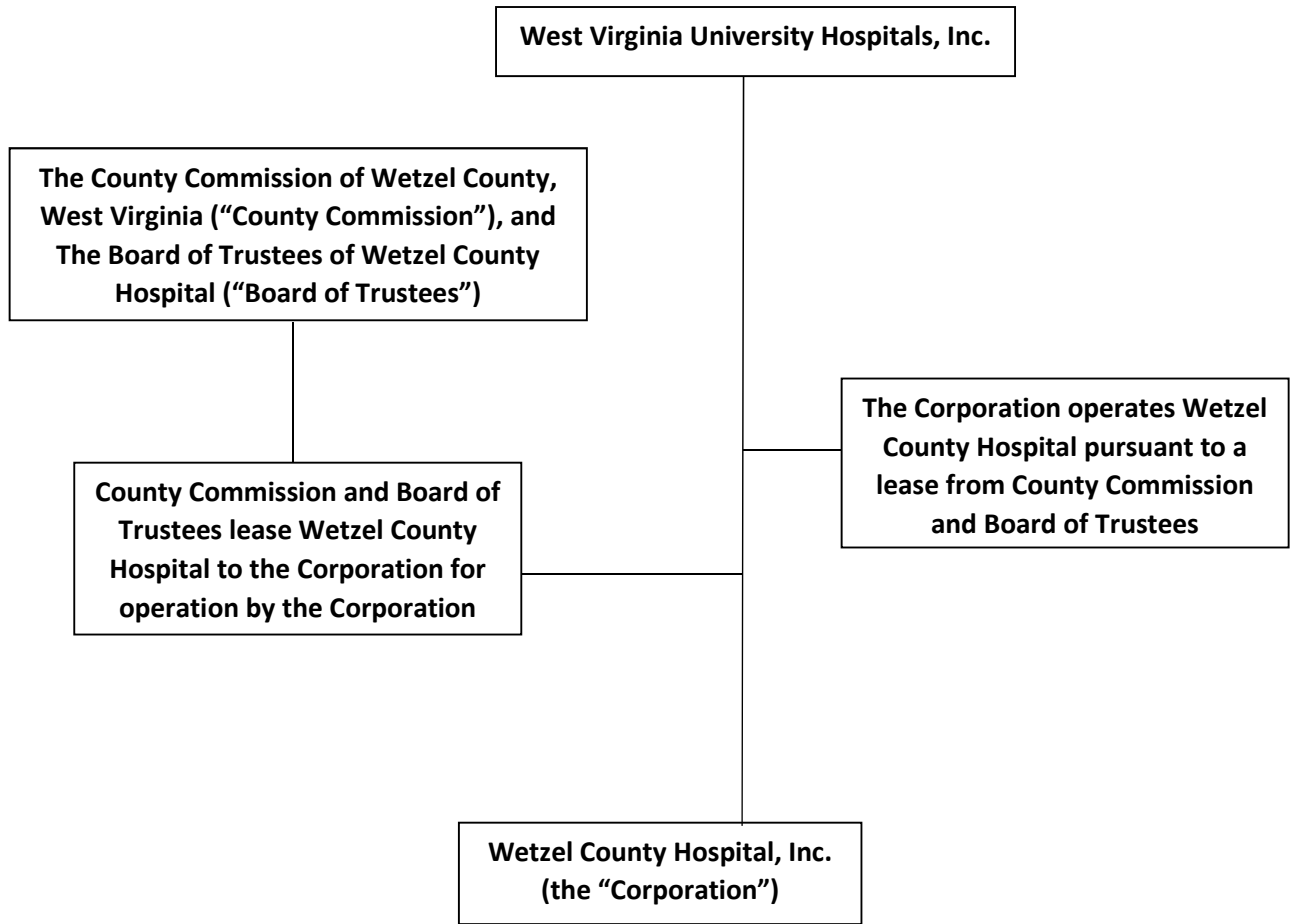 West Virginia University Hospitals, Inc.
The County Commission of Wetzel County,
West Virginia (“County Commission”), and
The Board of Trustees of Wetzel County
Hospital (“Board of Trustees”)
The Corporation operates Wetzel
County Hospital pursuant to a
lease from County Commission
and Board of Trustees
County Commission and Board of
Trustees lease Wetzel County
Hospital to the Corporation for
operation by the Corporation
Wetzel County Hospital, Inc.
(the “Corporation”)